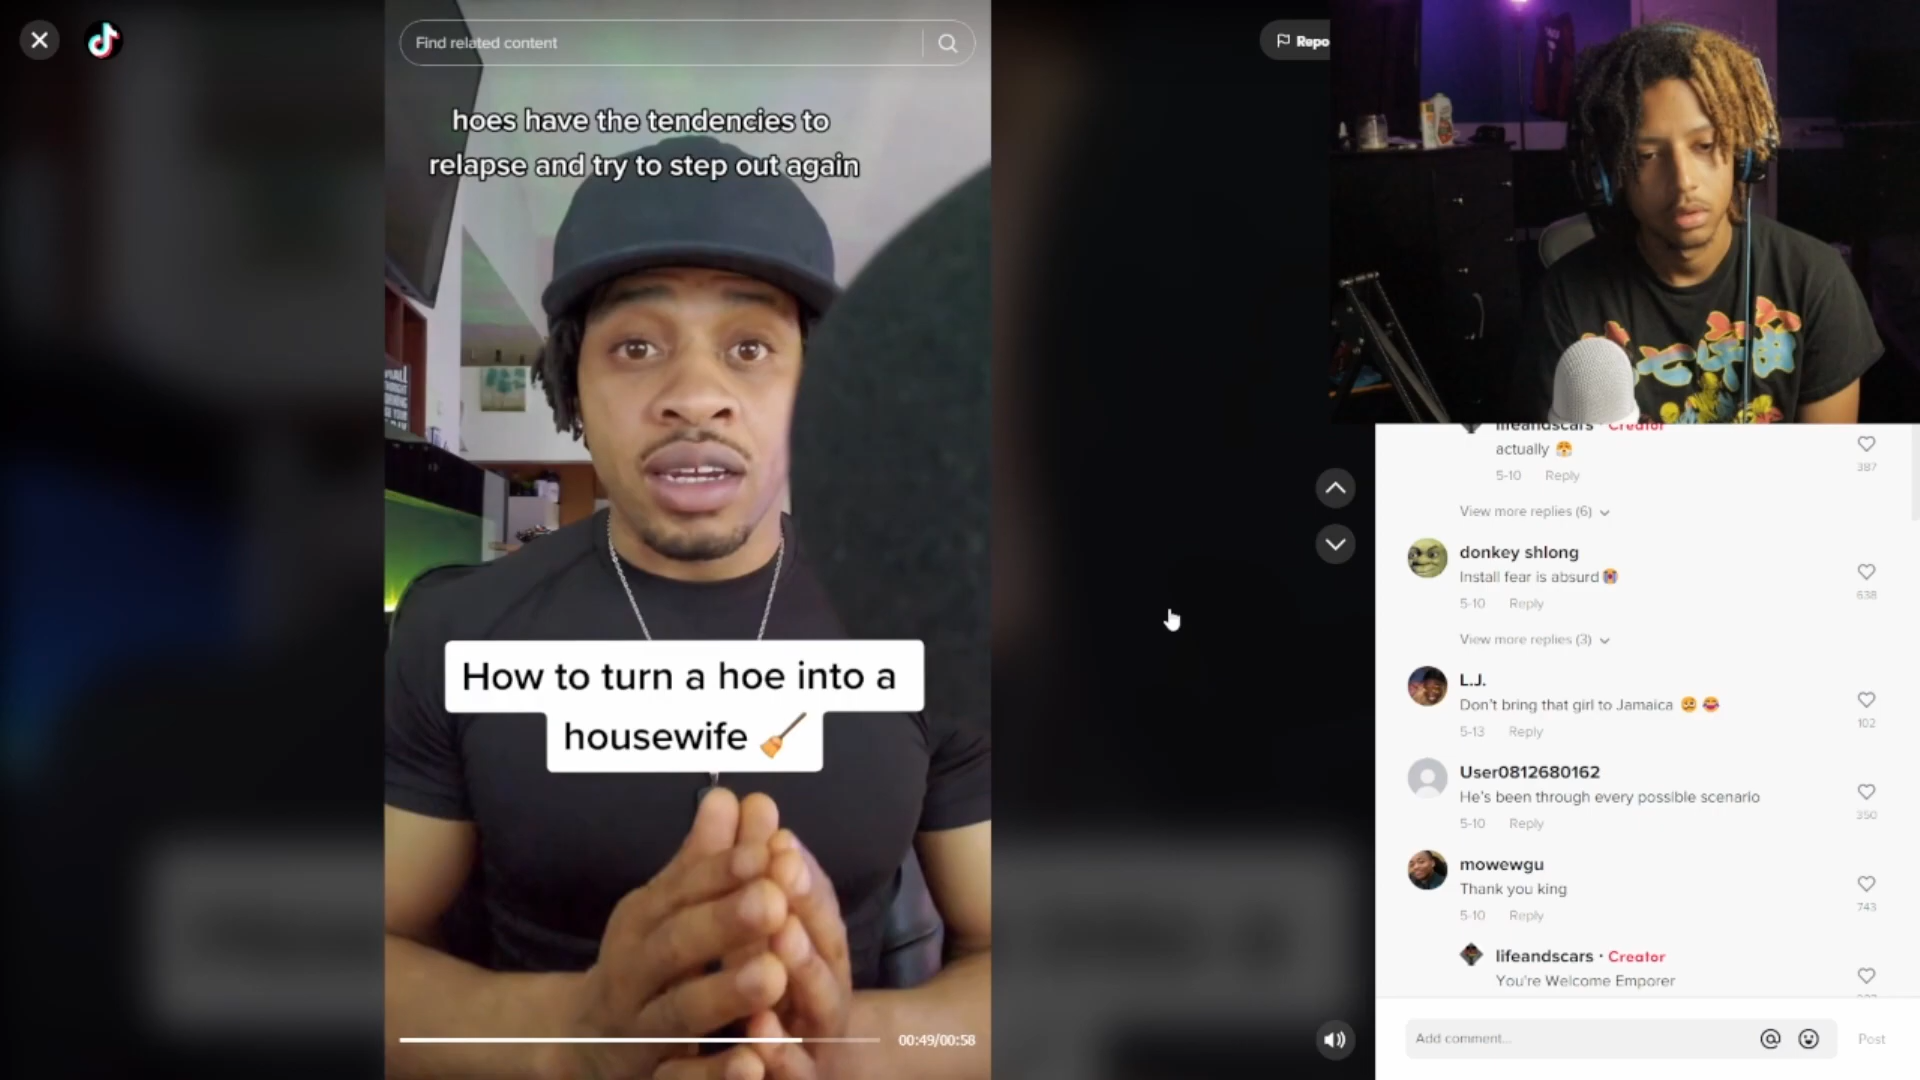 Find related content
Repo
hoes have the tendencies to
relapse and try to step out again
How to turn a hoe into a
housewife 🧹
00:49/00:58
lifeandscars · Creator
actually 😤
387
5-10 Reply
View more replies (6)
donkey shlong
Install fear is absurd😭
638
5-10 Reply
View more replies (3)
L.J.
Don't bring that girl to Jamaica 🥴 😂
102
5-13 Reply
User0812680162
He's been through every possible scenario
350
5-10 Reply
mowewgu
Thank you king
743
5-10 Reply
lifeandscars · Creator
You're Welcome Emporer
Add comment...
Post